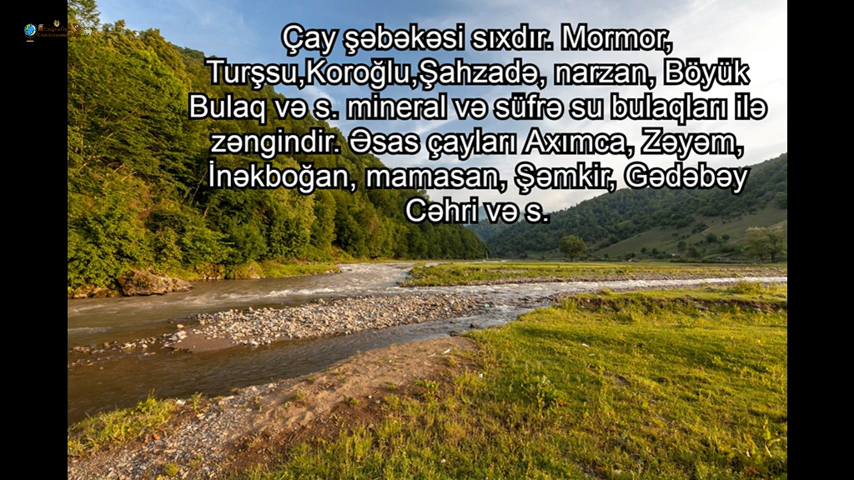 Çay şəbəkəsi sıxdır. Mormor,
Turşsu,Koroğlu,Şahzadə, narzan, Böyük
Bulaq və s. mineral və süfrə su bulaqları ilə
zəngindir. Əsas çayları Axımca, Zəyəm,
İnəkboğan, mamasan, Şəmkir, Gədəbəy
Cəhri və s.